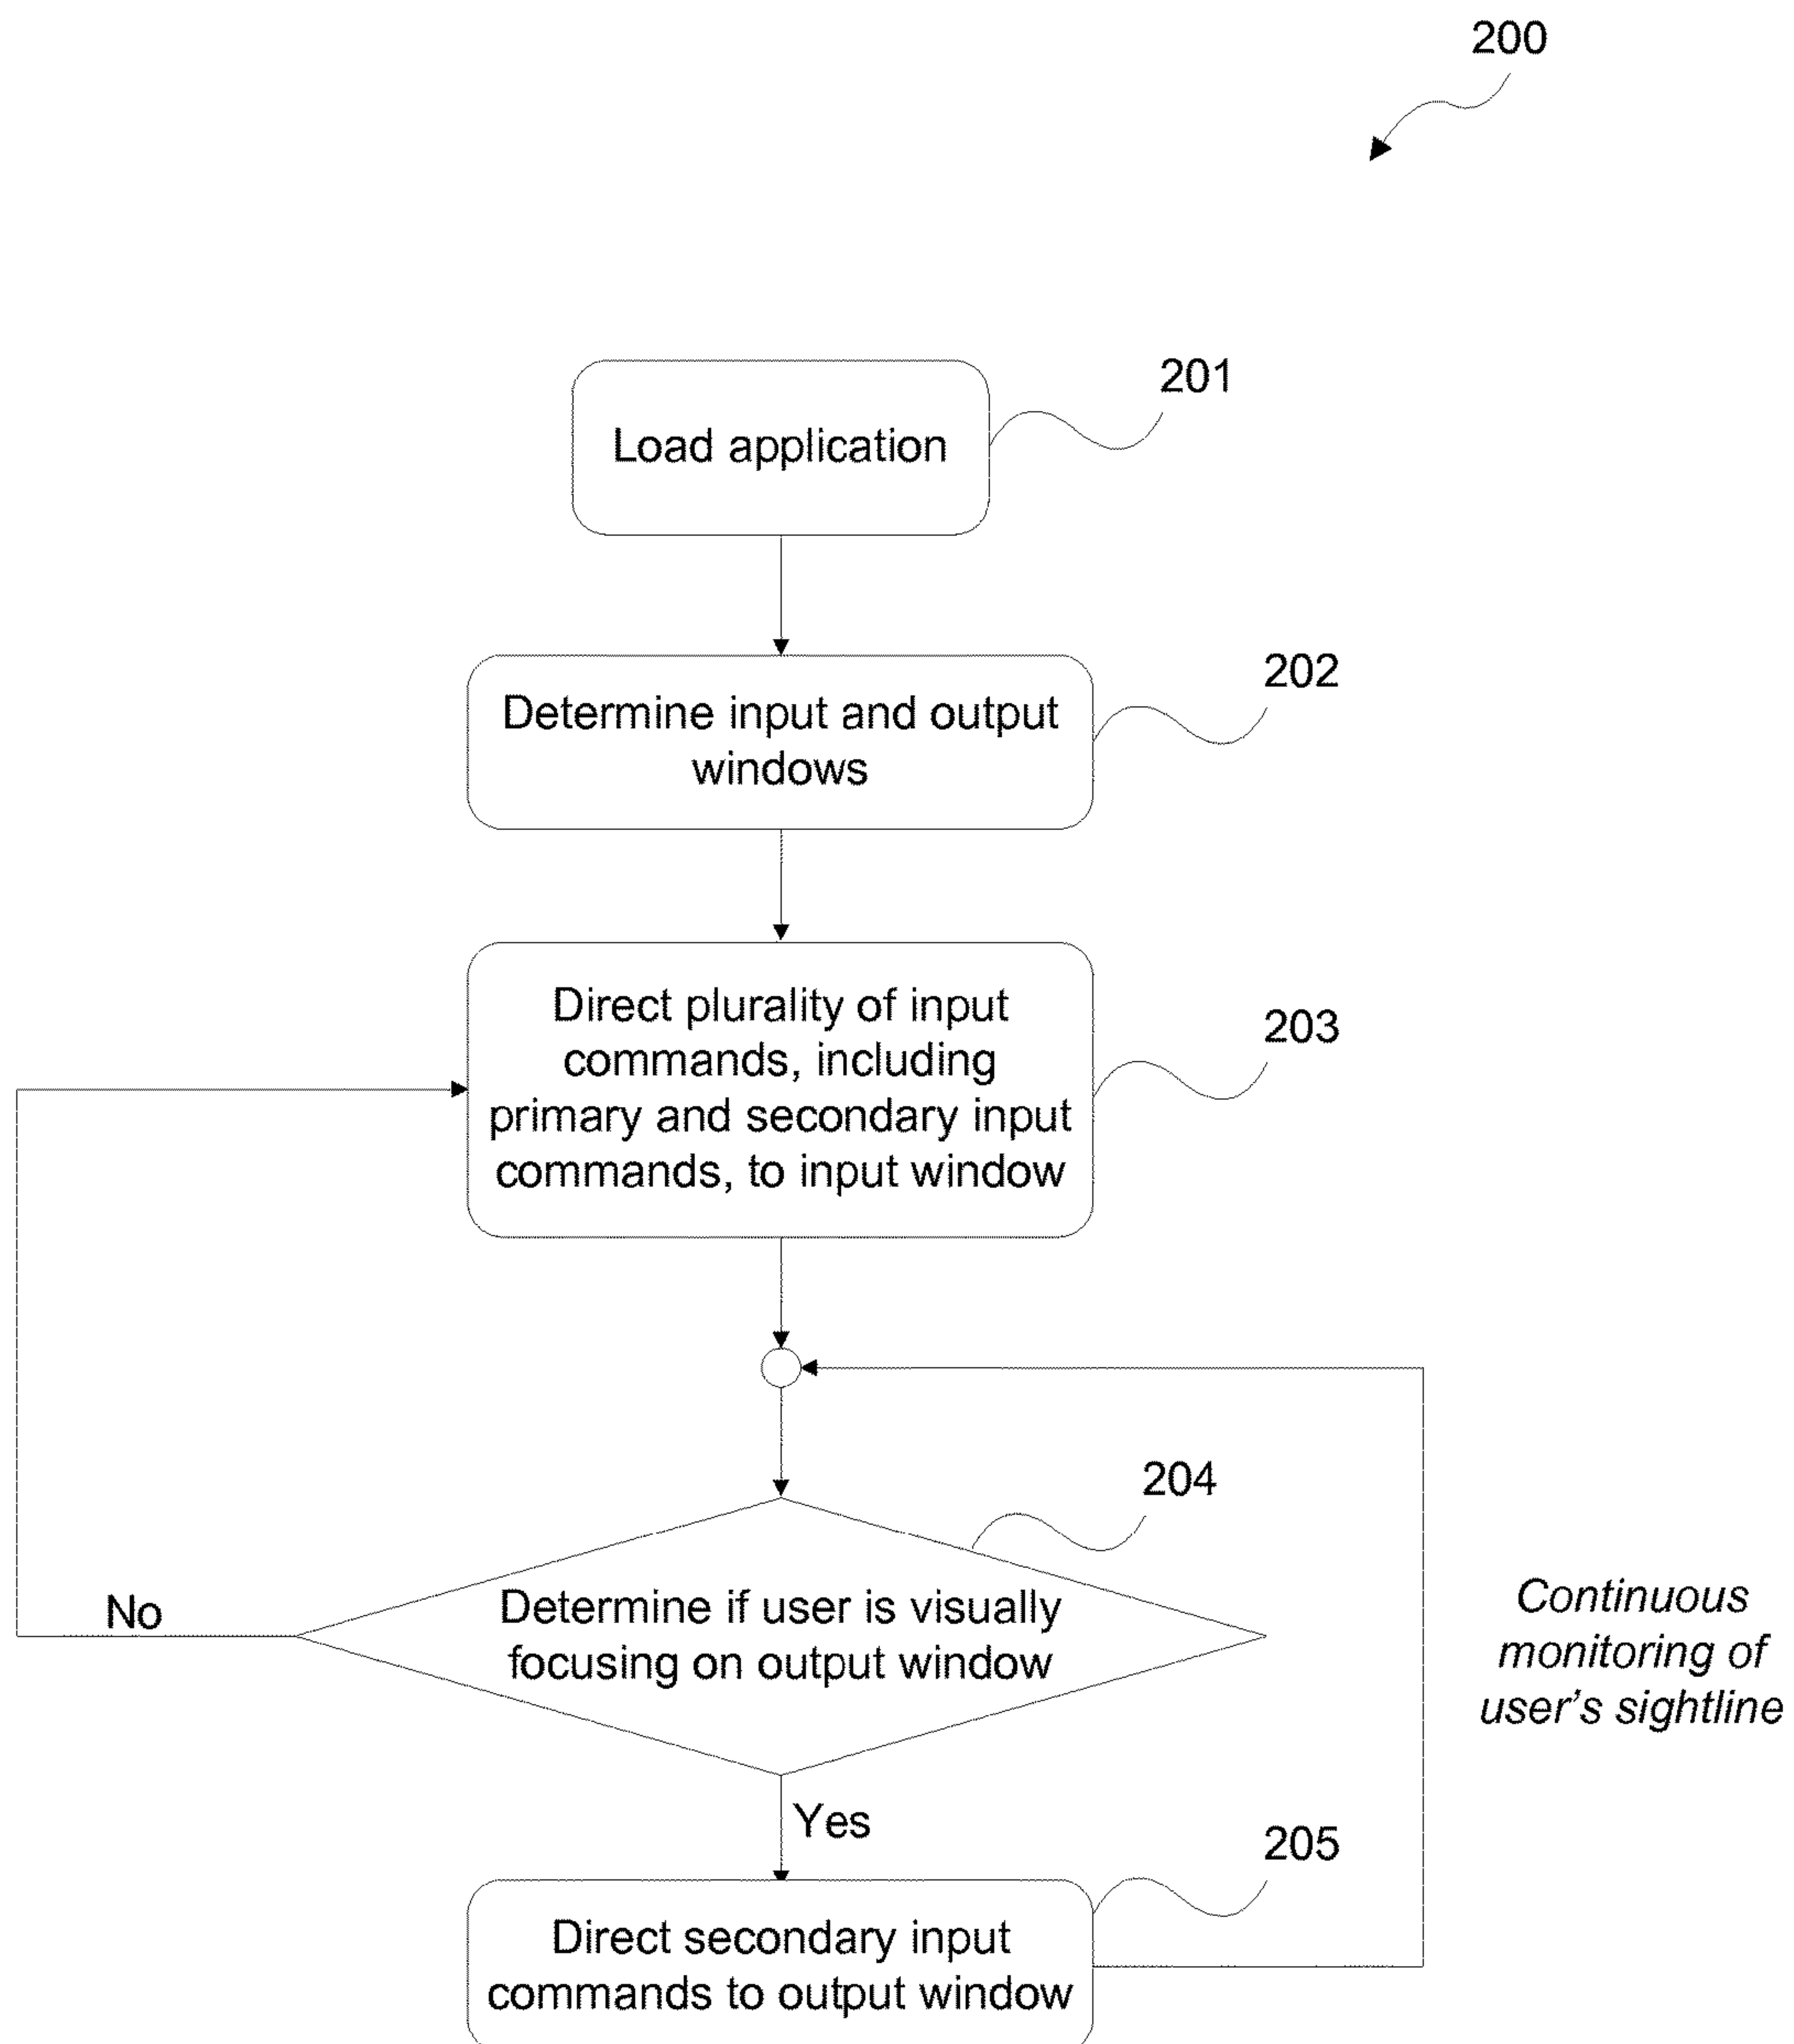 200
201
Load application
202
Determine input and output
windows
203
Direct plurality of input
commands, including
primary and secondary input
commands, to input window
204
Determine if user is visually
focusing on output window
No
Continuous
monitoring of
user's sightline
Yes
205
Direct secondary input
commands to output window